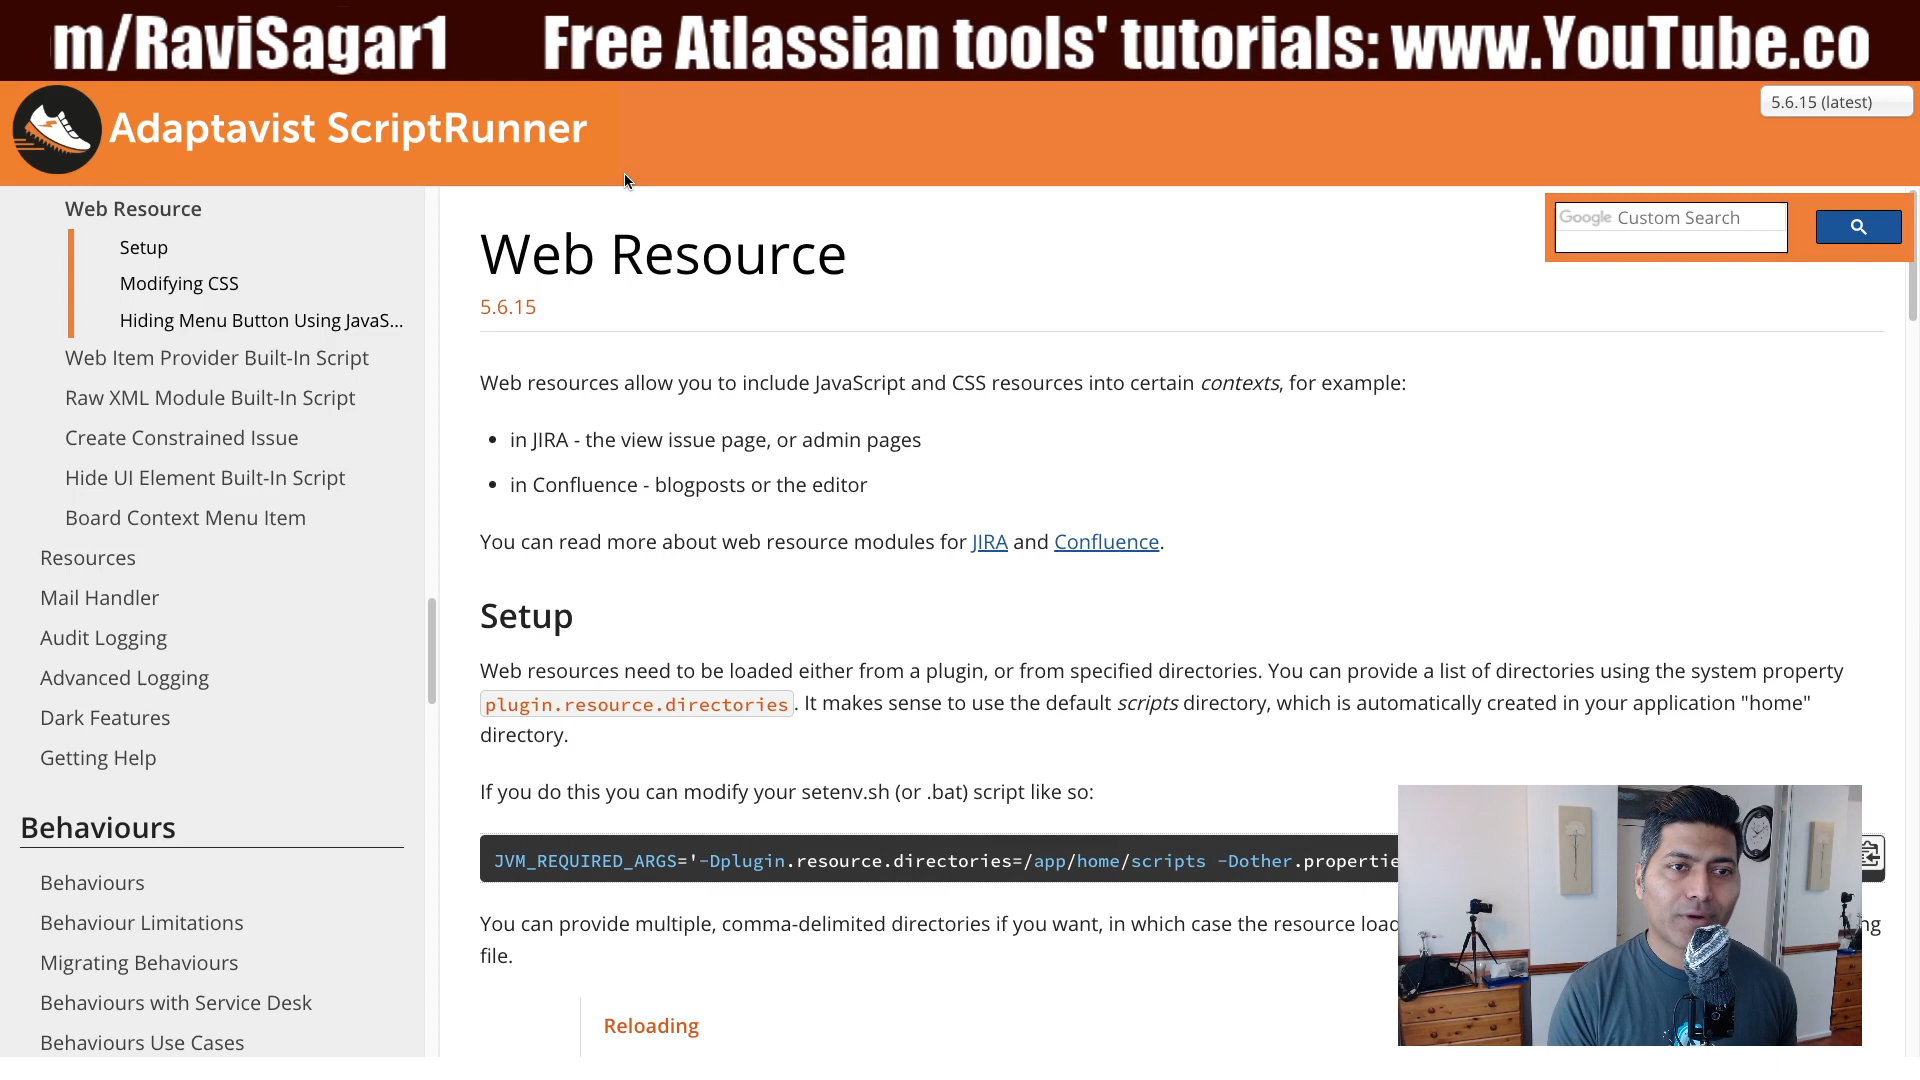 m/RaviSagar1 Free Atlassian tools' tutorials: www.YouTube.co
Adaptavist ScriptRunner
5.6.15 (latest)
Web Resource
Setup
Modifying CSS
Hiding Menu Button Using JavaS...
Web Item Provider Built-In Script
Raw XML Module Built-In Script
Create Constrained Issue
Hide UI Element Built-In Script
Board Context Menu Item
Resources
Mail Handler
Audit Logging
Advanced Logging
Dark Features
Getting Help
Behaviours
Behaviours
Behaviour Limitations
Migrating Behaviours
Behaviours with Service Desk
Behaviours Use Cases
Google Custom Search
Web Resource
5.6.15
Web resources allow you to include JavaScript and CSS resources into certain contexts, for example:
• in JIRA - the view issue page, or admin pages
• in Confluence - blogposts or the editor
You can read more about web resource modules for JIRA and Confluence.
Setup
Web resources need to be loaded either from a plugin, or from specified directories. You can provide a list of directories using the system property
plugin.resource.directories. It makes sense to use the default scripts directory, which is automatically created in your application "home"
directory.
If you do this you can modify your setenv.sh (or .bat) script like so:
JVM_REQUIRED_ARGS='-Dplugin.resource.directories=/app/home/scripts -Dother.propertie
You can provide multiple, comma-delimited directories if you want, in which case the resource load ng
file.
Reloading